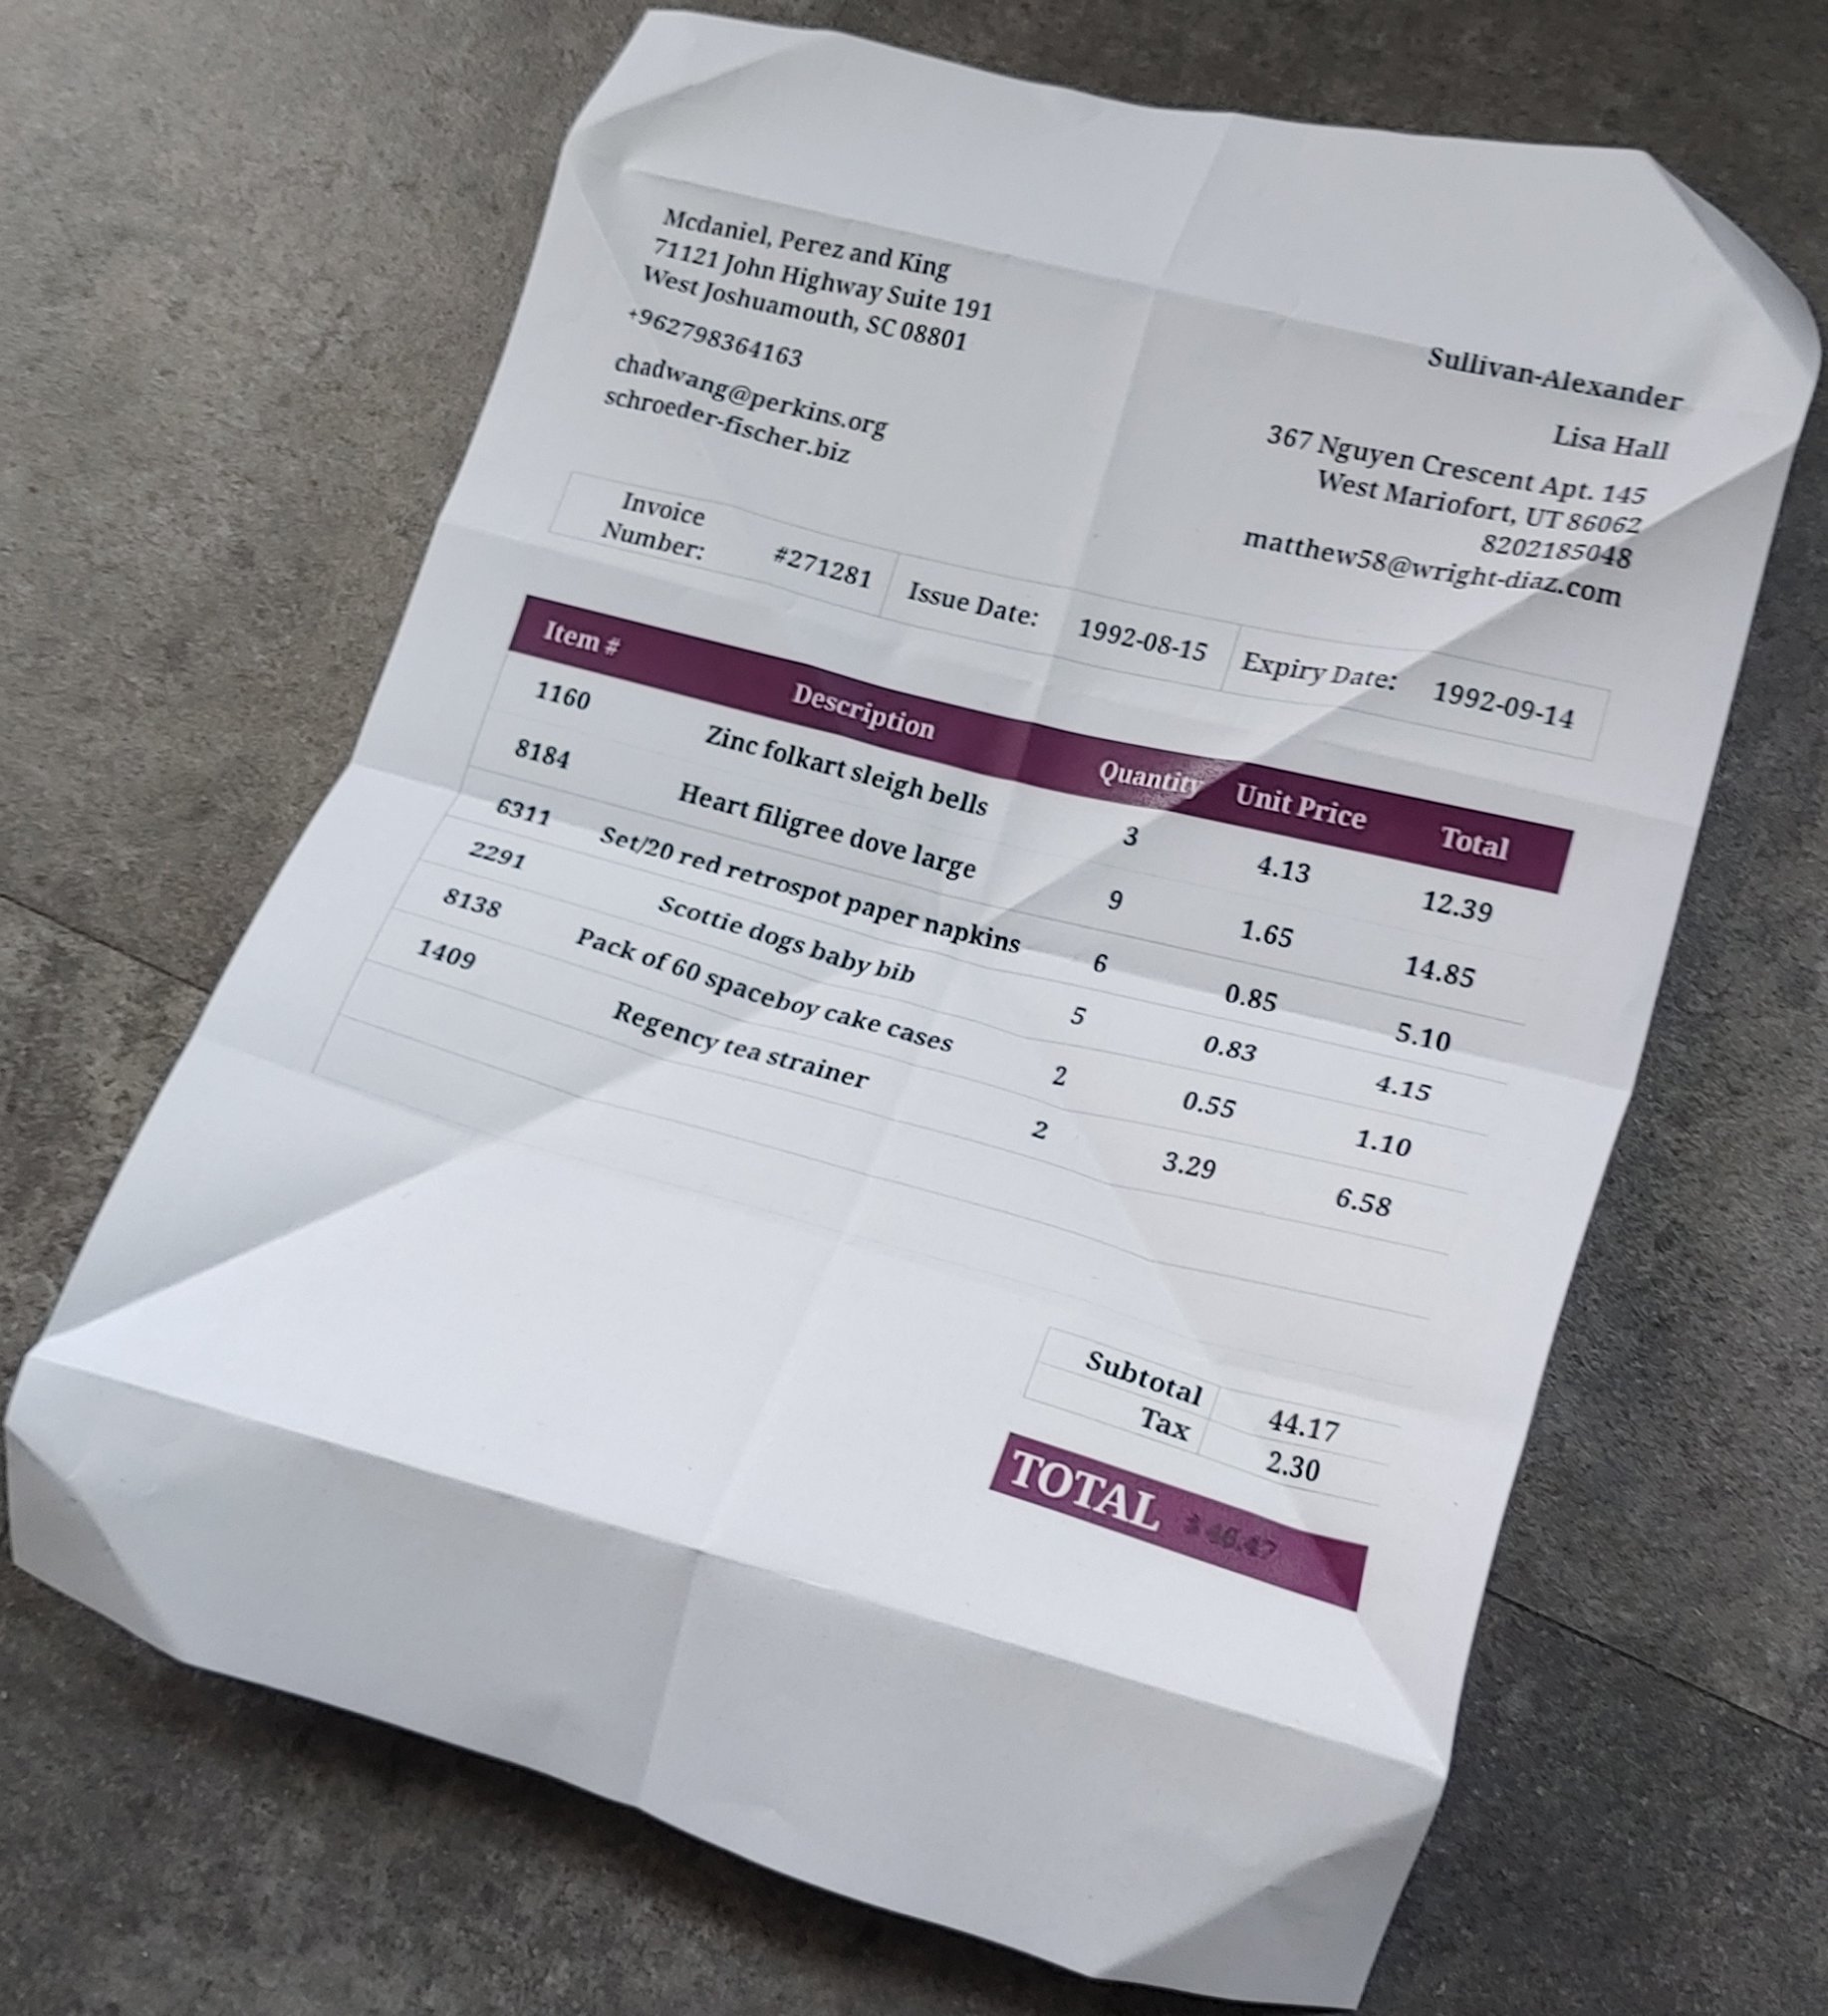 Mcdaniel, Perez and King
71121 John Highway Suite 191
West Joshuamouth, SC 08801
+962798364163
chadwang@perkins.org
schroeder-fischer.biz
Sullivan-Alexander
Lisa Hall
367 Nguyen Crescent Apt. 145
West Mariofort, UT 86062
8202185048
matthew58@wright-diaz.com
Invoice Number: #271281 Issue Date: 1992-08-15 Expiry Date: 1992-09-14
Item # Description Quantity Unit Price Total
1160 Zinc folkart sleigh bells 3 4.13 12.39
8184 Heart filigree dove large 9 1.65 14.85
6311 Set/20 red retrospot paper napkins 6 0.85 5.10
2291 Scottie dogs baby bib 5 0.83 4.15
8138 Pack of 60 spaceboy cake cases 2 0.55 1.10
1409 Regency tea strainer 2 3.29 6.58
Subtotal 44.17
Tax 2.30
TOTAL $ 46.47